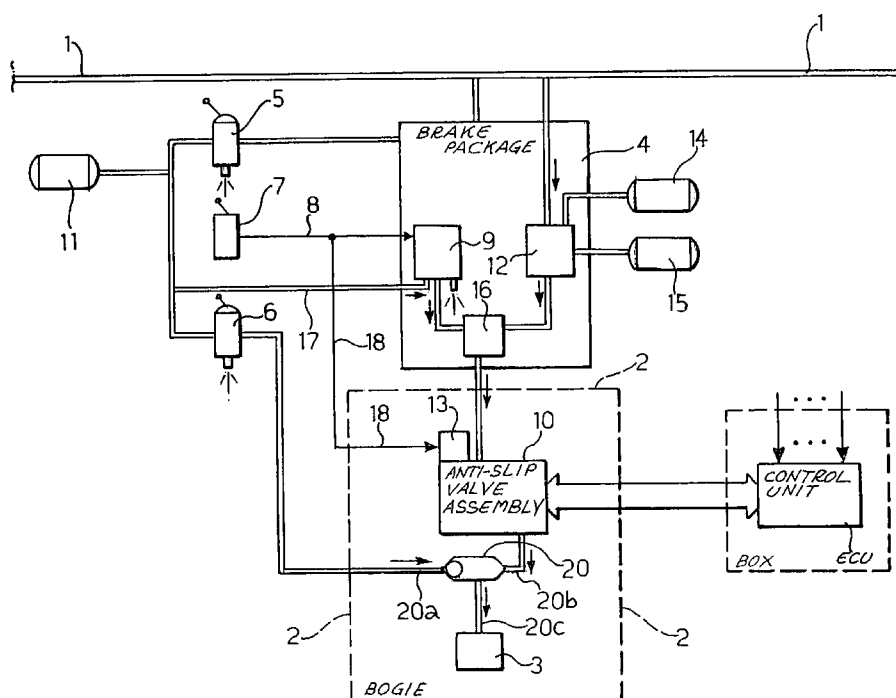 1
1
5
BRAKE
PACKAGE
4
14
11
7
8
9
12
15
16
6
17
18
2
18
13
10
ANTI-SLIP
VALVE
ASSEMBLY
CONTROL
UNIT
20
BOX
ECU
20a
20b
2
2
20c
3
BOGIE